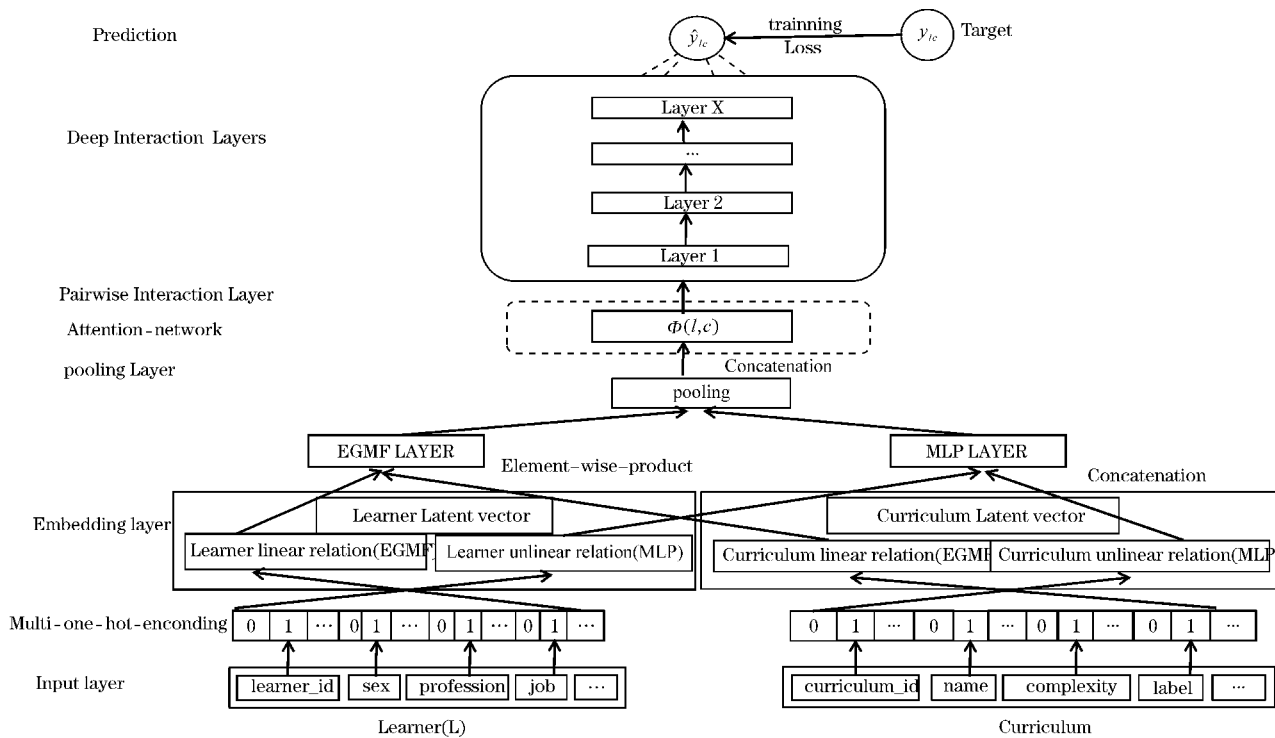 Prediction
ŷ_lc
trainning
Loss
y_lc
Target
Layer X
Deep Interaction Layers
...
Layer 2
Layer 1
Pairwise Interaction Layer
Attention-network
Φ(l,c)
pooling Layer
Concatenation
pooling
EGMF LAYER
MLP LAYER
Element-wise-product
Concatenation
Embedding layer
Learner Latent vector
Curriculum Latent vector
Learner linear relation(EGMF
Learner unlinear relation(MLP)
Curriculum linear relation(EGMF
Curriculum unlinear relation(MLP
Multi-one-hot-enconding
0 1 ... 0 1 ... 0 1 ... 0 1 ...
0 1 ... 0 1 ... 0 1 ... 0 1 ...
Input layer
learner_id sex profession job ...
curriculum_id name complexity label ...
Learner(L)
Curriculum